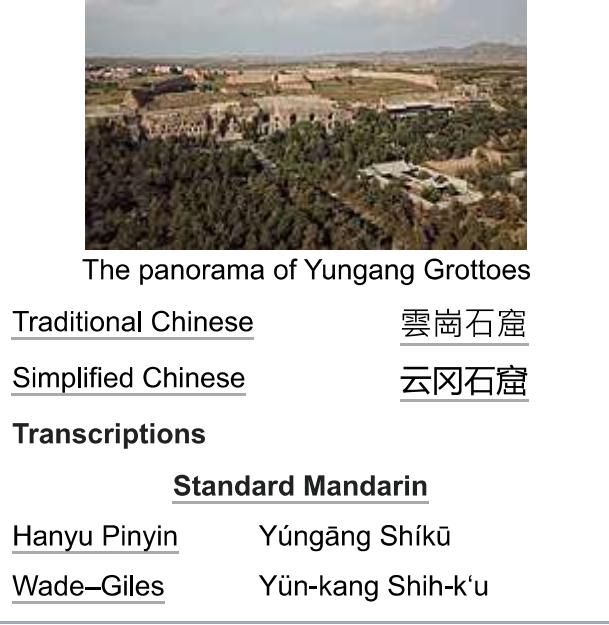 The panorama of Yungang Grottoes
Traditional Chinese 雲崗石窟
Simplified Chinese 云冈石窟
Transcriptions
Standard Mandarin
Hanyu Pinyin Yúngāng Shíkū
Wade–Giles Yün-kang Shih-kʻu